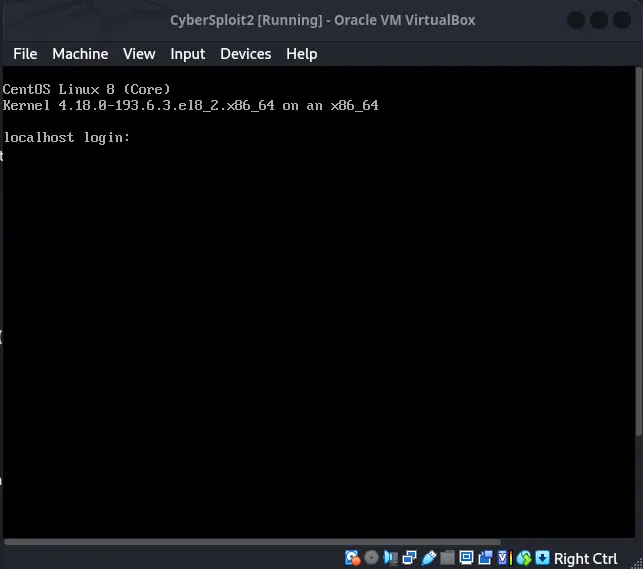 CyberSploit2 [Running] - Oracle VM VirtualBox
File Machine View Input Devices Help
CentOS Linux 8 (Core)
Kernel 4.18.0-193.6.3.el8_2.x86_64 on an x86_64
localhost login:
Right Ctrl